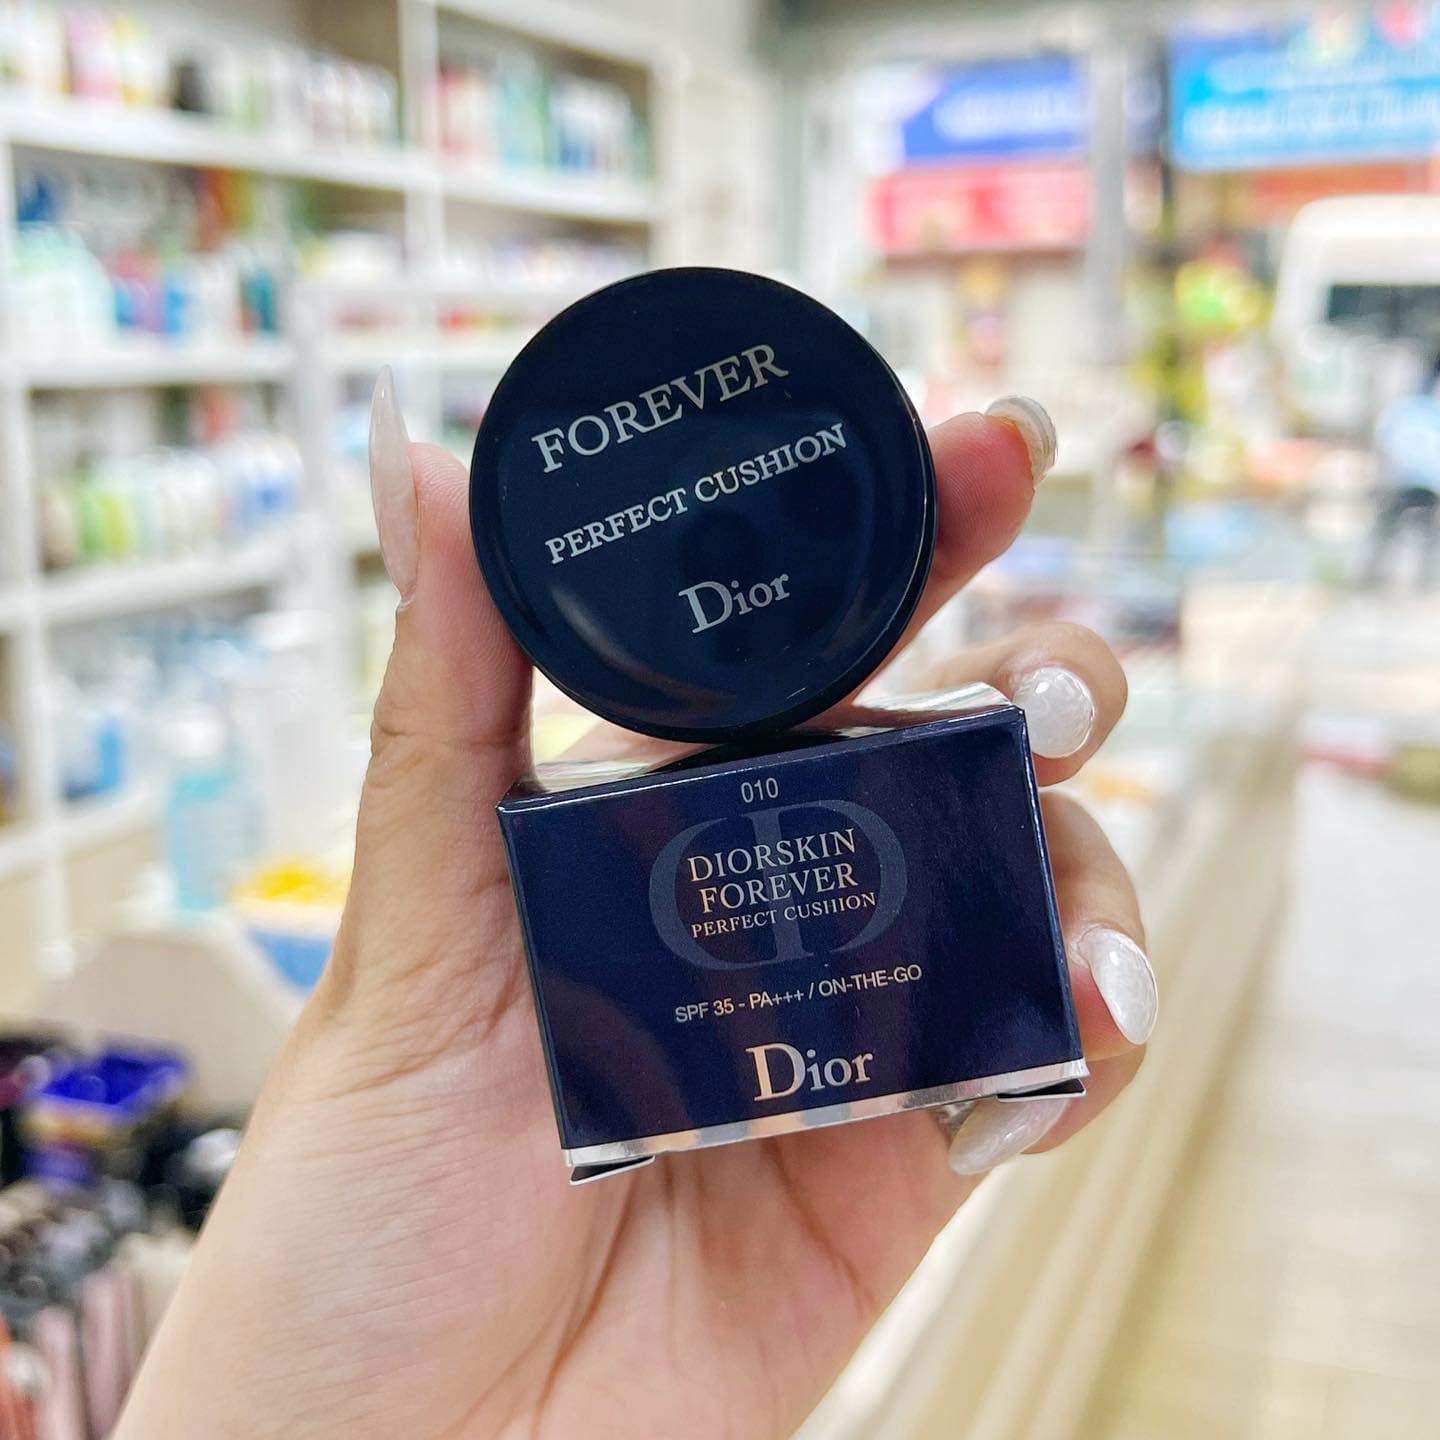 FOREVER
PERFECT CUSHION
Dior
010
DIORSKIN
FOREVER
PERFECT CUSHION
SPF 35 - PA+++ / ON-THE-GO
Dior